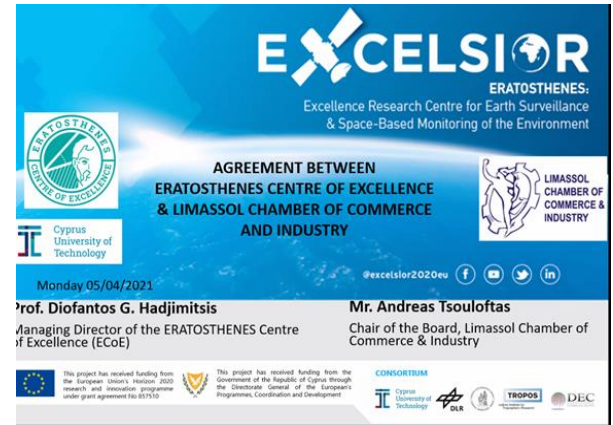 EXCELSIOR
ERATOSTHENES:
Excellence Research Centre for Earth Surveillance
& Space-Based Monitoring of the Environment
ERATOSTHENES
CENTRE OF EXCELLENCE
AGREEMENT BETWEEN
ERATOSTHENES CENTRE OF EXCELLENCE
& LIMASSOL CHAMBER OF COMMERCE
AND INDUSTRY
LIMASSOL
CHAMBER OF
COMMERCE &
INDUSTRY
Cyprus
University of
Technology
@excelsior2020eu
Monday 05/04/2021
Prof. Diofantos G. Hadjimitsis
Managing Director of the ERATOSTHENES Centre
of Excellence (ECoE)
Mr. Andreas Tsouloftas
Chair of the Board, Limassol Chamber of
Commerce & Industry
This project has received funding from
the European Union's Horizon 2020
research and innovation programme
under grant agreement No 857510
This project has received funding from the
Government of the Republic of Cyprus through
the Directorate General of the European
Programmes, Coordination and Development
CONSORTIUM
Cyprus
University of
Technology
DLR
TROPOS
DEC